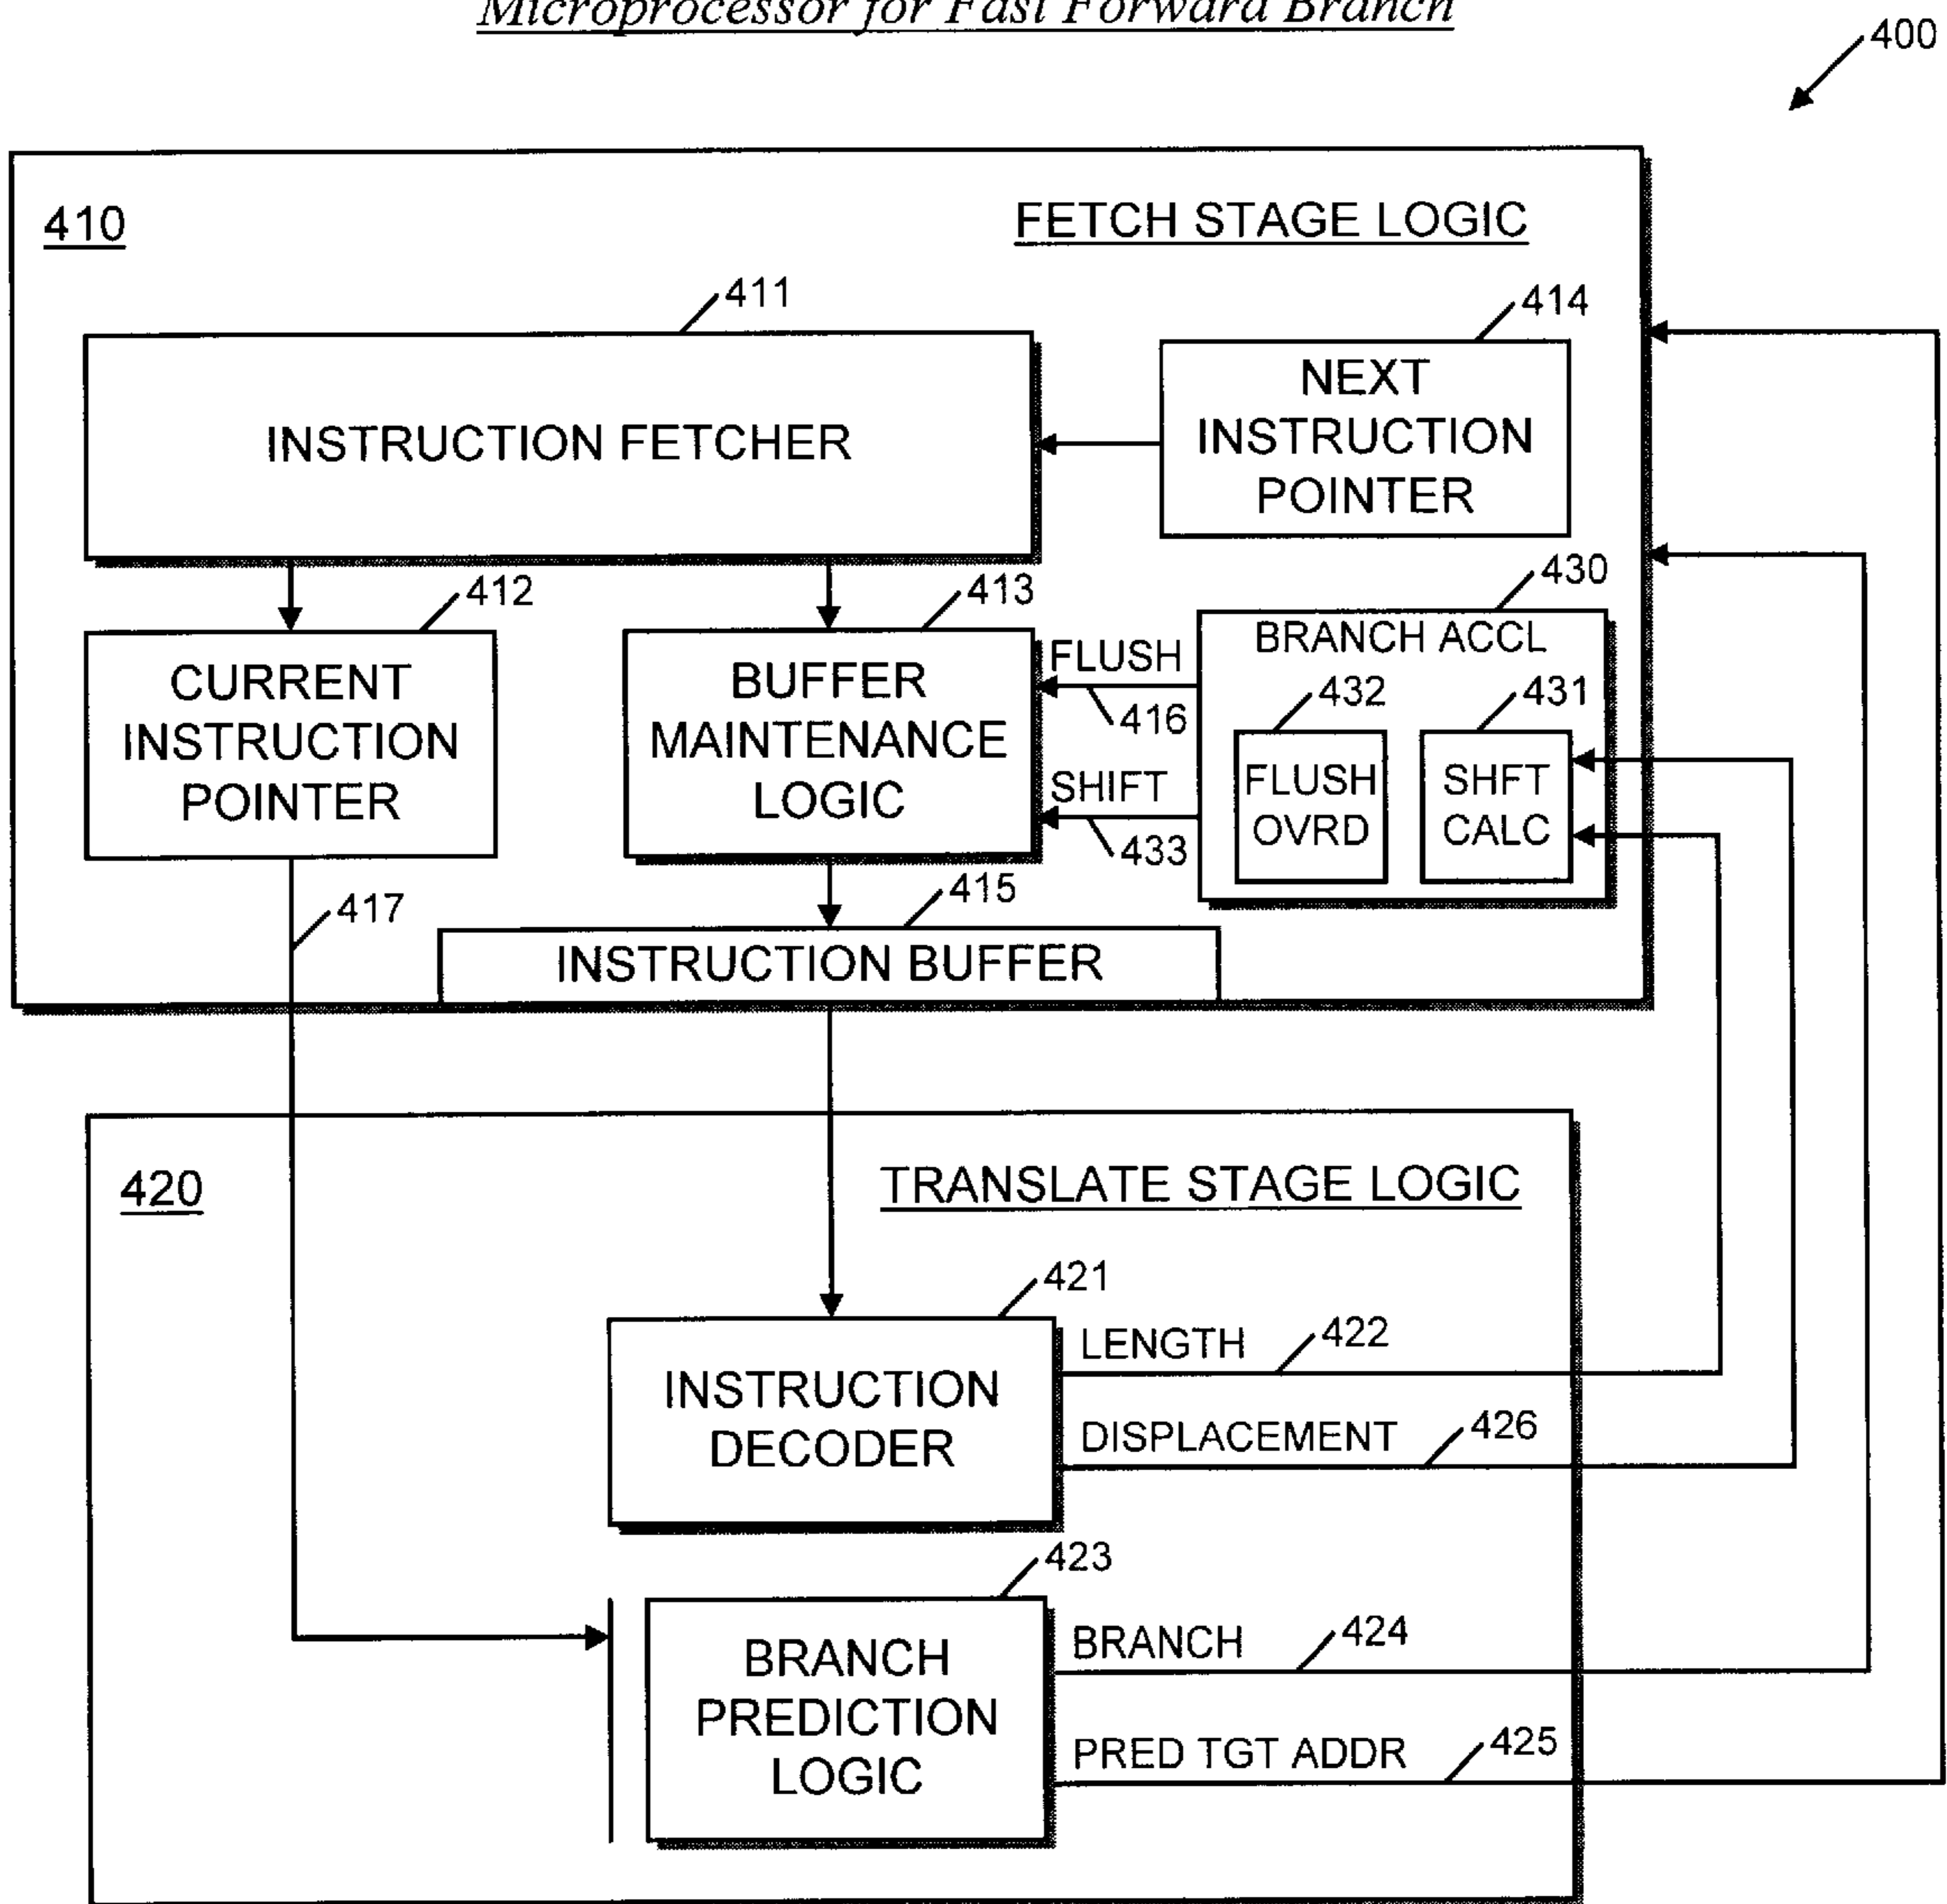 Microprocessor for Fast Forward Branch
400
410
FETCH STAGE LOGIC
411
414
INSTRUCTION FETCHER
NEXT
INSTRUCTION
POINTER
412
413
430
CURRENT
INSTRUCTION
POINTER
BUFFER
MAINTENANCE
LOGIC
FLUSH
416
SHIFT
433
BRANCH ACCL
432
431
FLUSH
OVRD
SHFT
CALC
417
415
INSTRUCTION BUFFER
420
TRANSLATE STAGE LOGIC
421
INSTRUCTION
DECODER
LENGTH
422
DISPLACEMENT
426
423
BRANCH
PREDICTION
LOGIC
BRANCH
424
PRED TGT ADDR
425